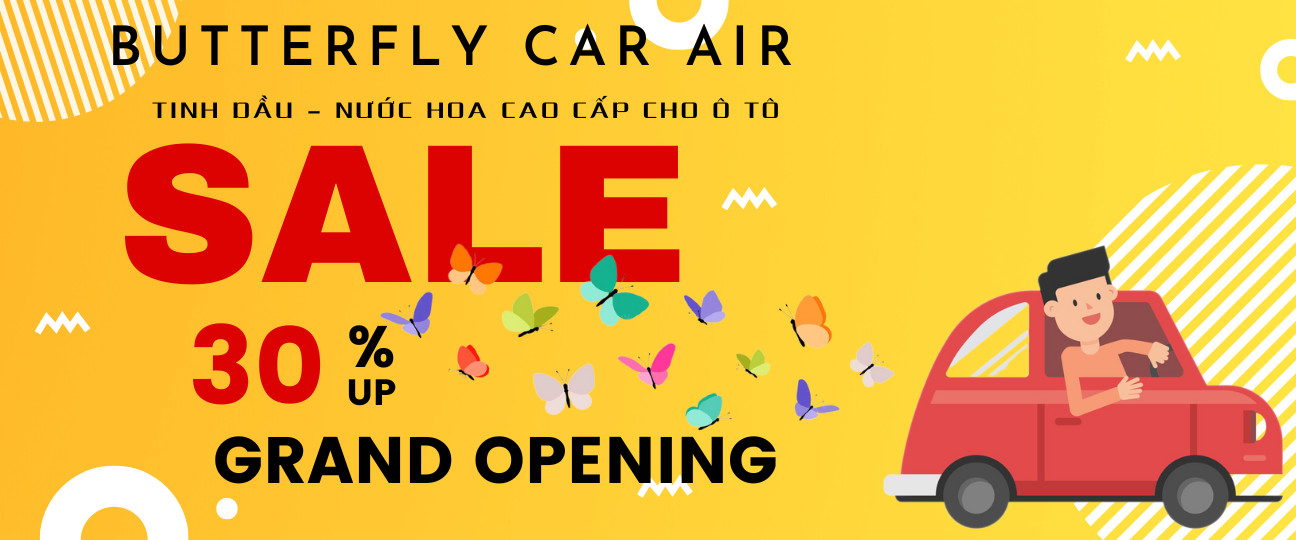 BUTTERFLY CAR AIR
TINH DẦU - NƯỚC HOA CAO CẤP CHO Ô TÔ
SALE
30 %
UP
GRAND OPENING